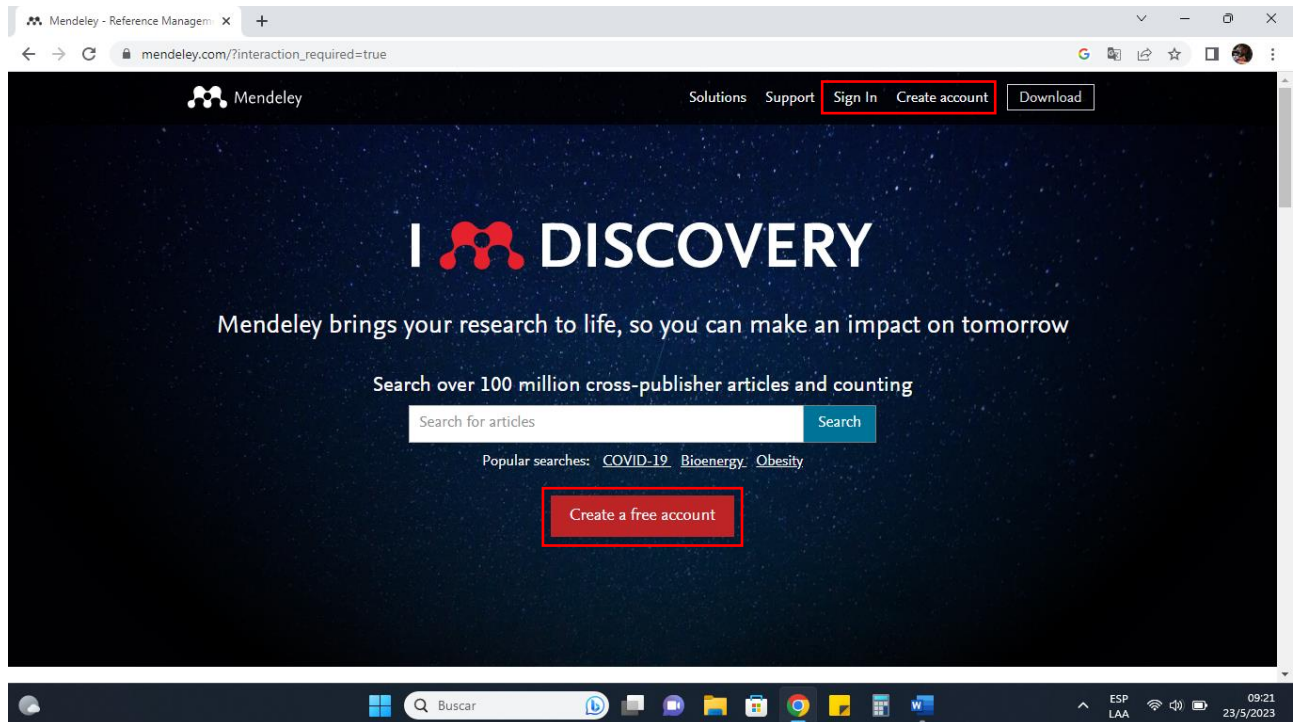 Mendeley - Reference Managem
mendeley.com/?interaction_required=true
Mendeley
Solutions Support Sign In Create account Download
I DISCOVERY
Mendeley brings your research to life, so you can make an impact on tomorrow
Search over 100 million cross-publisher articles and counting
Search for articles Search
Popular searches: COVID-19 Bioenergy Obesity
Create a free account
Buscar
ESP
LAA
09:21
23/5/2023